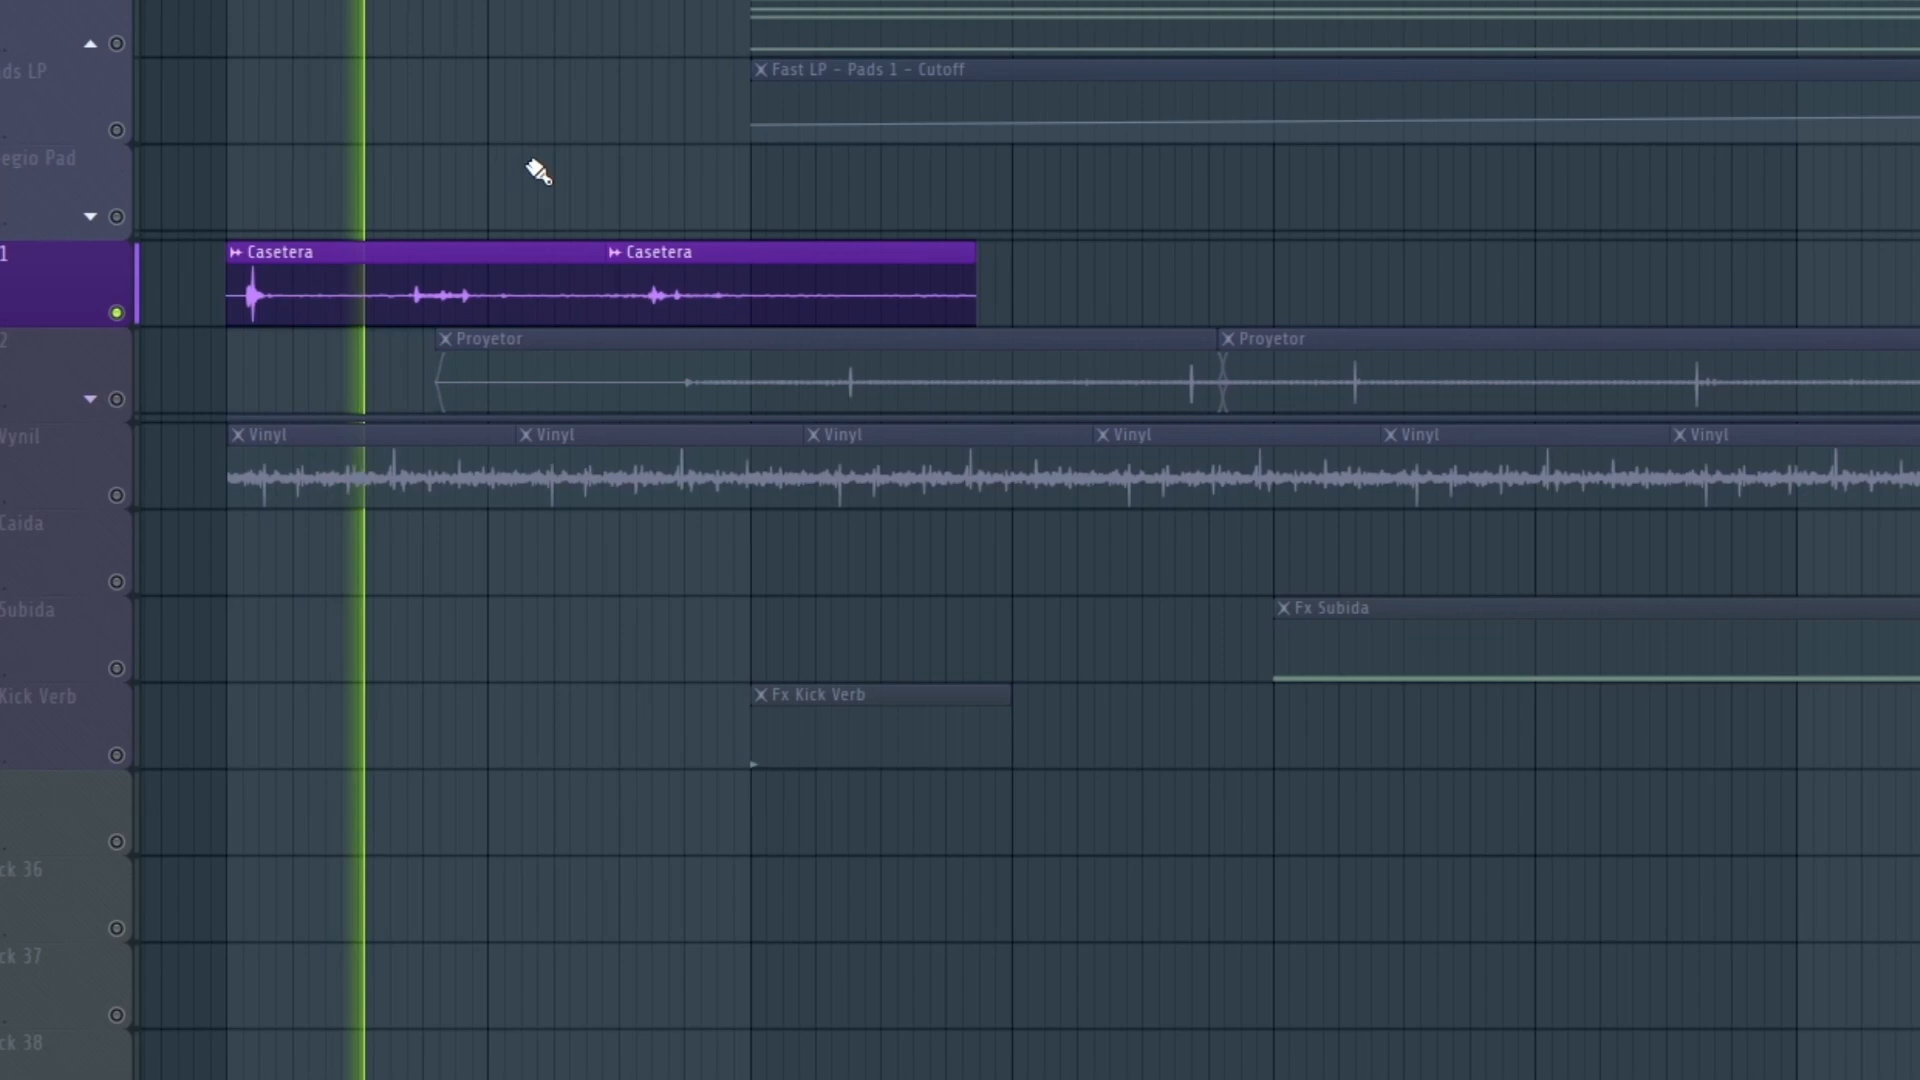 ds LP
Fast LP - Pads 1 - Cutoff
egio Pad
1
Casetera
Casetera
2
Proyetor
Proyetor
Vynil
Vinyl
Vinyl
Vinyl
Vinyl
Vinyl
Vinyl
Caida
Subida
Fx Subida
Kick Verb
Fx Kick Verb
ck 36
ck 37
ck 38